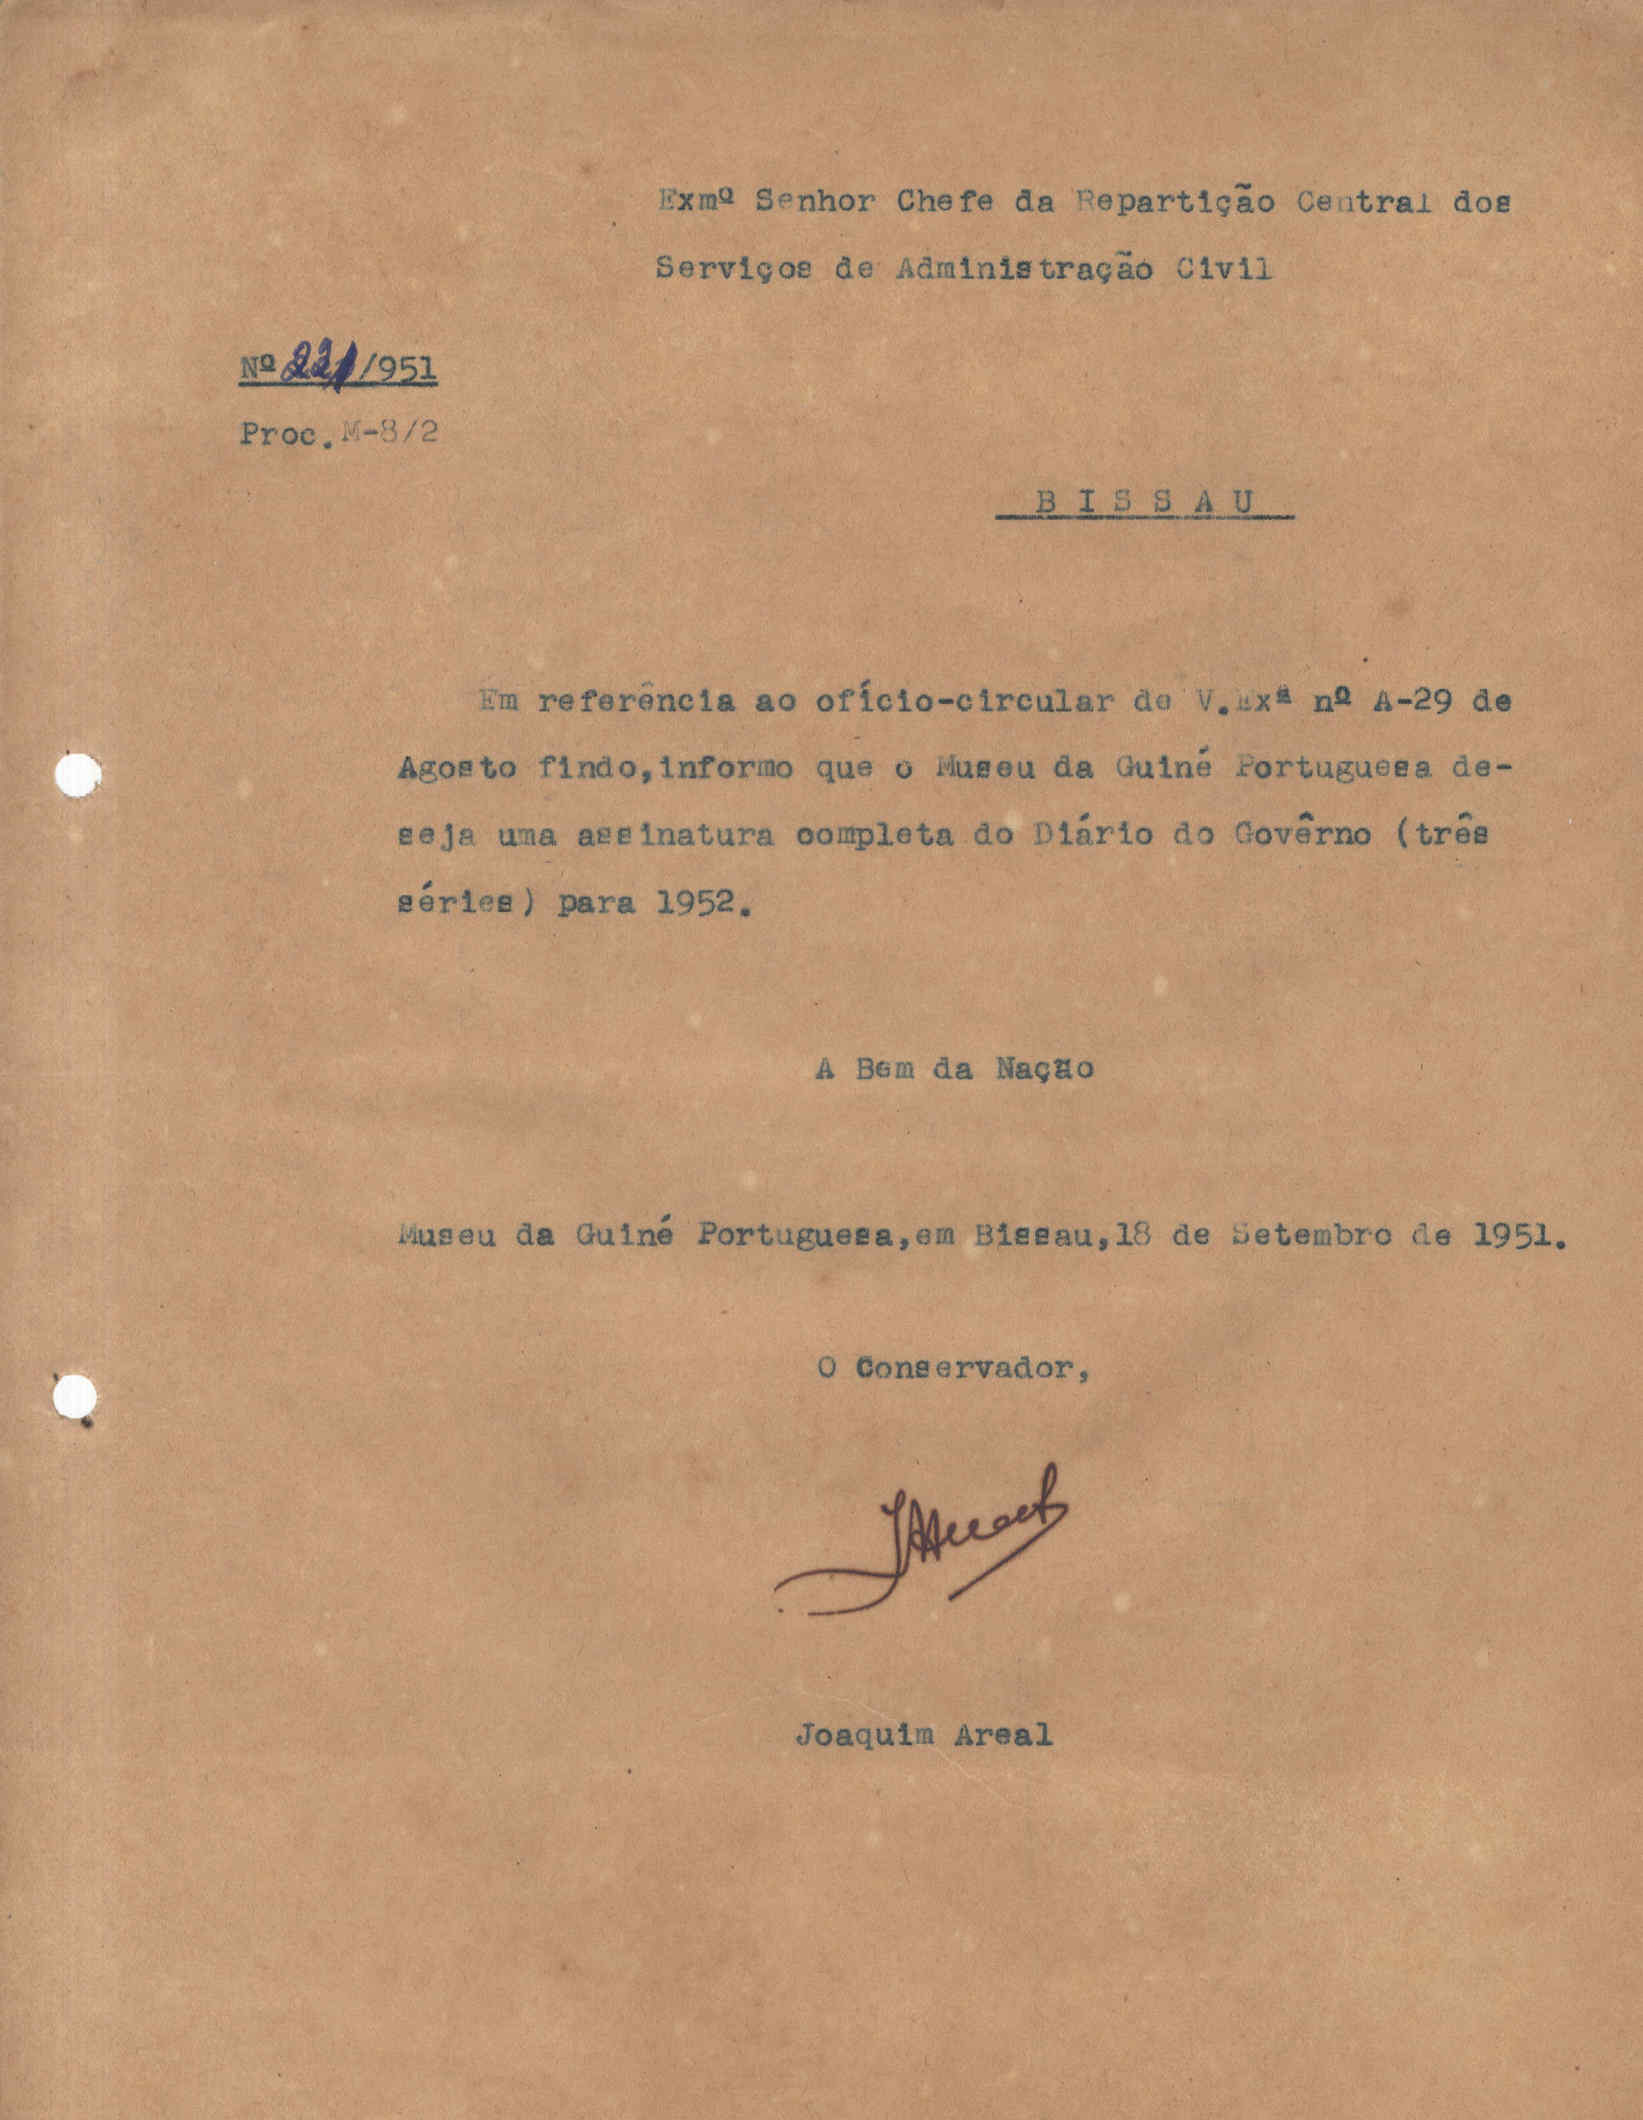 Exmº Senhor Chefe da Repartição Central dos
Serviços de Administração Civil
Nº 221/951
Proc. M-8/2
BISSAU
Em referência ao ofício-circular de V.Exª nº A-29 de
Agosto findo,informo que o Museu da Guiné Portuguesa de-
seja uma assinatura completa do Diário do Govêrno (três
séries) para 1952.
A Bem da Nação
Museu da Guiné Portuguesa,em Bissau,18 de Setembro de 1951.
O Conservador,
JAreal
Joaquim Areal